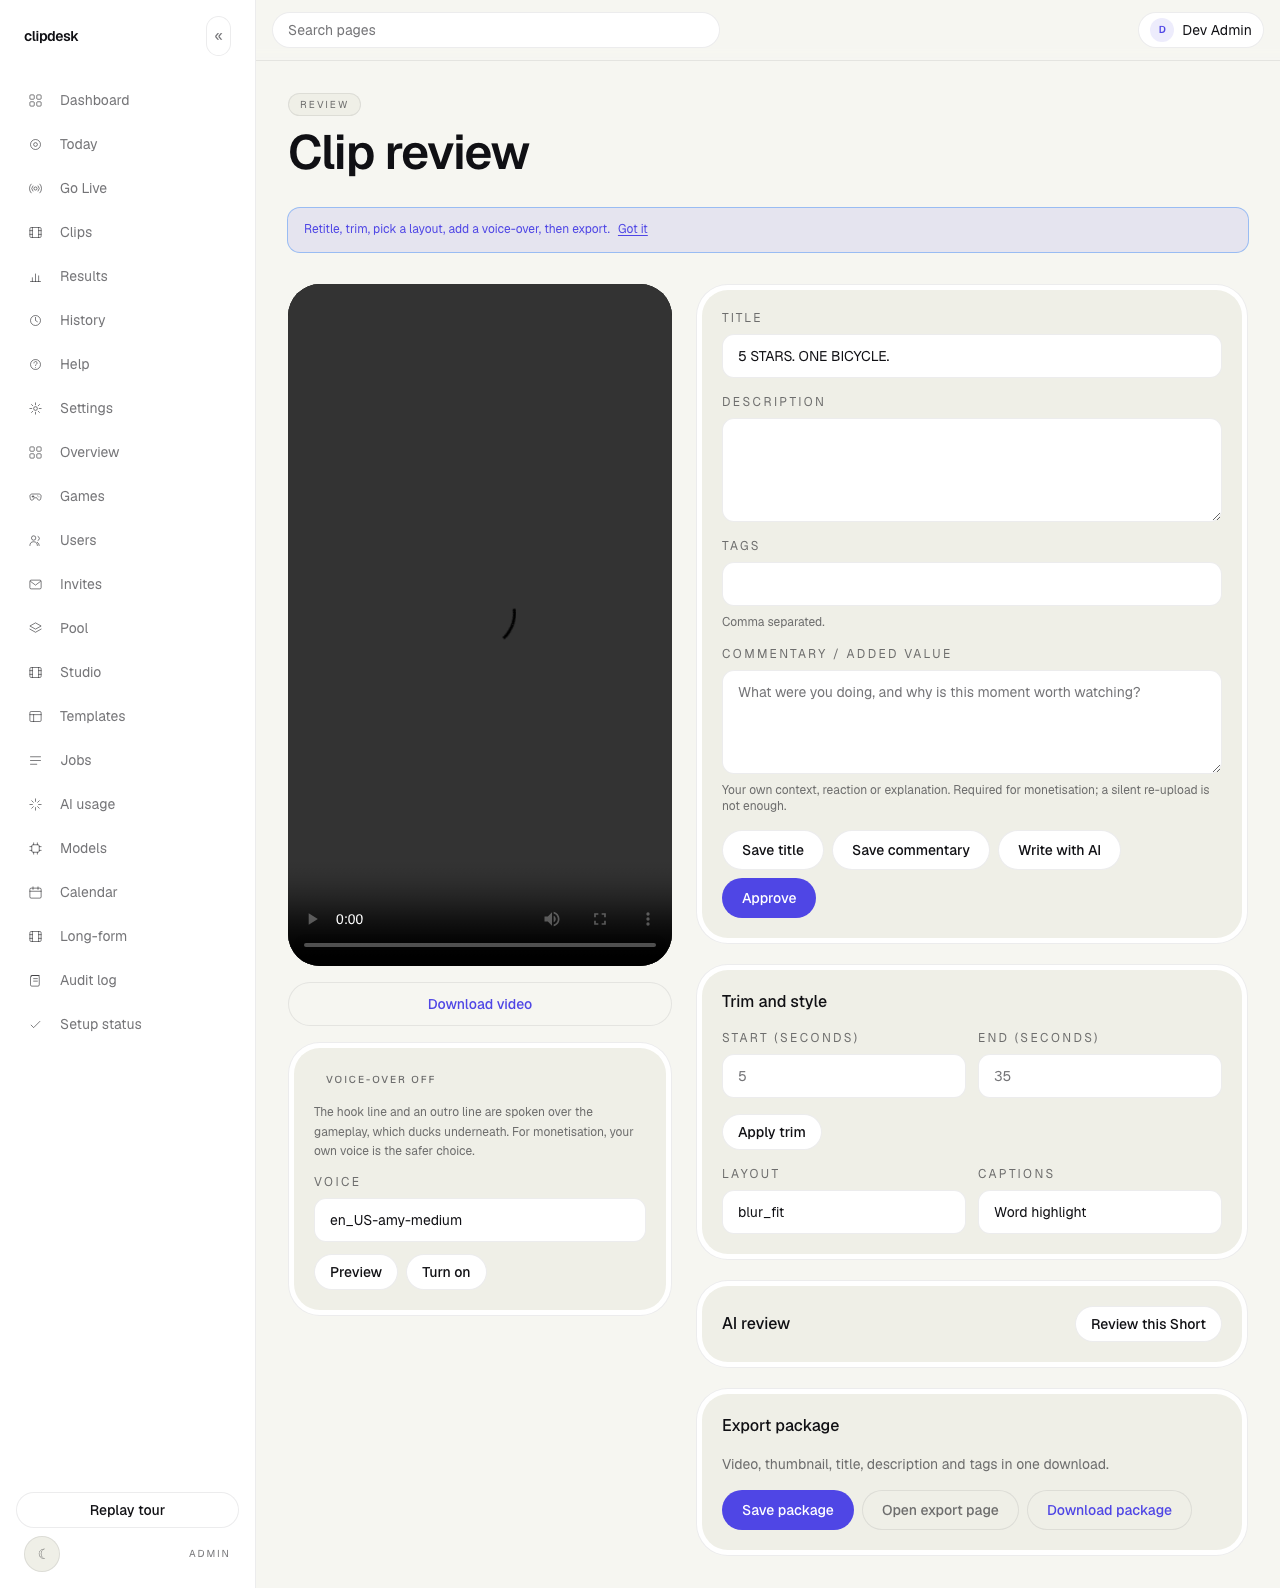 clipdesk
«
Search pages
D
Dev Admin
Dashboard
Today
Go Live
Clips
Results
History
Help
Settings
Overview
Games
Users
Invites
Pool
Studio
Templates
Jobs
AI usage
Models
Calendar
Long-form
Audit log
Setup status
Replay tour
ADMIN
REVIEW
Clip review
Retitle, trim, pick a layout, add a voice-over, then export. Got it
0:00
Download video
VOICE-OVER OFF
The hook line and an outro line are spoken over the
gameplay, which ducks underneath. For monetisation, your
own voice is the safer choice.
VOICE
en_US-amy-medium
Preview
Turn on
TITLE
5 STARS. ONE BICYCLE.
DESCRIPTION
TAGS
Comma separated.
COMMENTARY / ADDED VALUE
What were you doing, and why is this moment worth watching?
Your own context, reaction or explanation. Required for monetisation; a silent re-upload is
not enough.
Save title
Save commentary
Write with AI
Approve
Trim and style
START (SECONDS)
END (SECONDS)
5
35
Apply trim
LAYOUT
CAPTIONS
blur_fit
Word highlight
AI review
Review this Short
Export package
Video, thumbnail, title, description and tags in one download.
Save package
Open export page
Download package